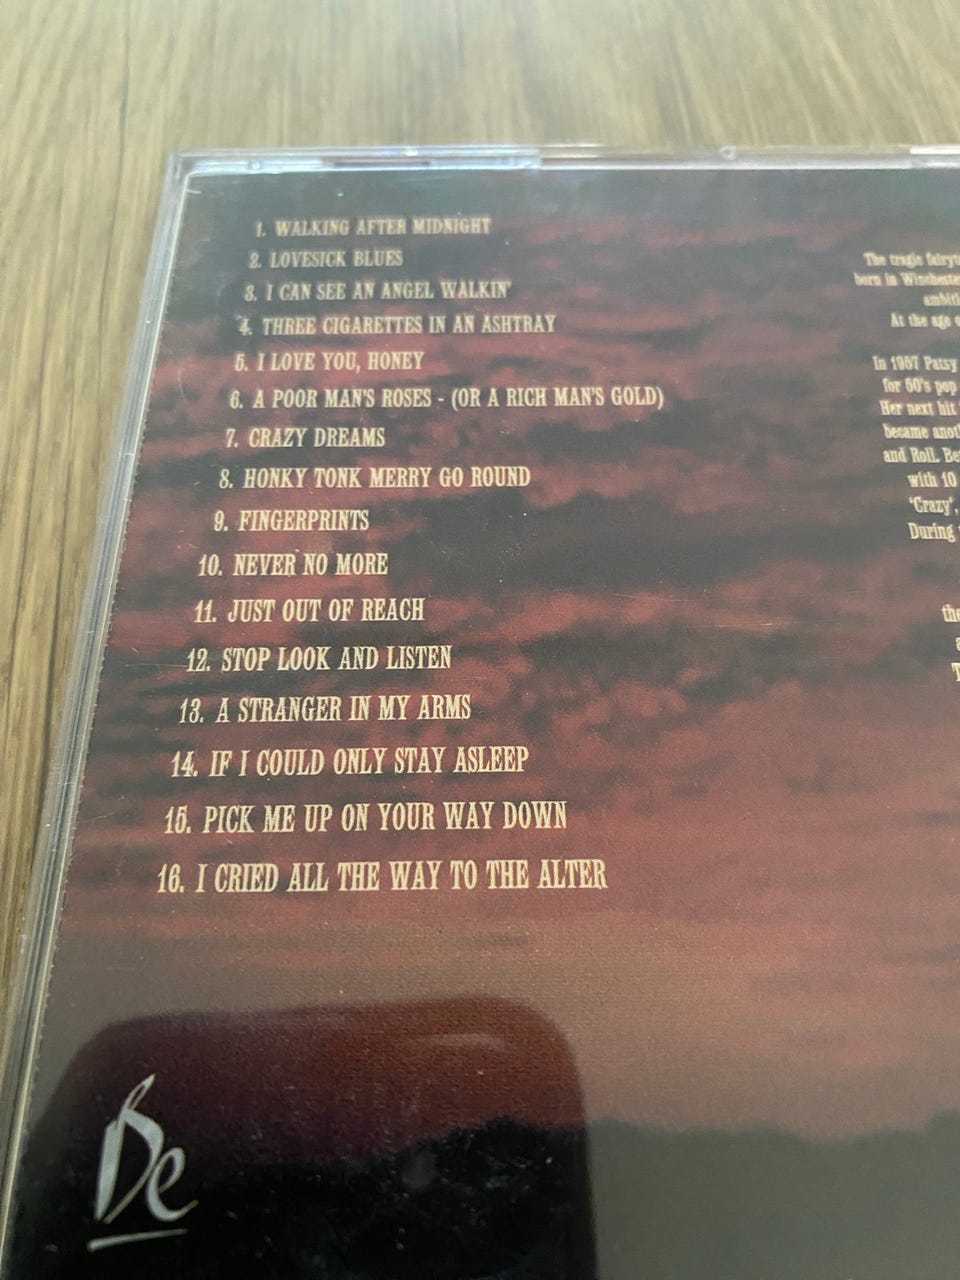 1. WALKING AFTER MIDNIGHT
2. LOVESICK BLUES
3. I CAN SEE AN ANGEL WALKIN'
4. THREE CIGARETTES IN AN ASHTRAY
5. I LOVE YOU, HONEY
6. A POOR MAN'S ROSES - (OR A RICH MAN'S GOLD)
7. CRAZY DREAMS
8. HONKY TONK MERRY GO ROUND
9. FINGERPRINTS
10. NEVER NO MORE
11. JUST OUT OF REACH
12. STOP LOOK AND LISTEN
13. A STRANGER IN MY ARMS
14. IF I COULD ONLY STAY ASLEEP
15. PICK ME UP ON YOUR WAY DOWN
16. I CRIED ALL THE WAY TO THE ALTER
The tragic
born in
At the age
In 1957 Patsy
for 50's pop
Her next hit
became
and Roll.
with 10
'Crazy',
During
Be